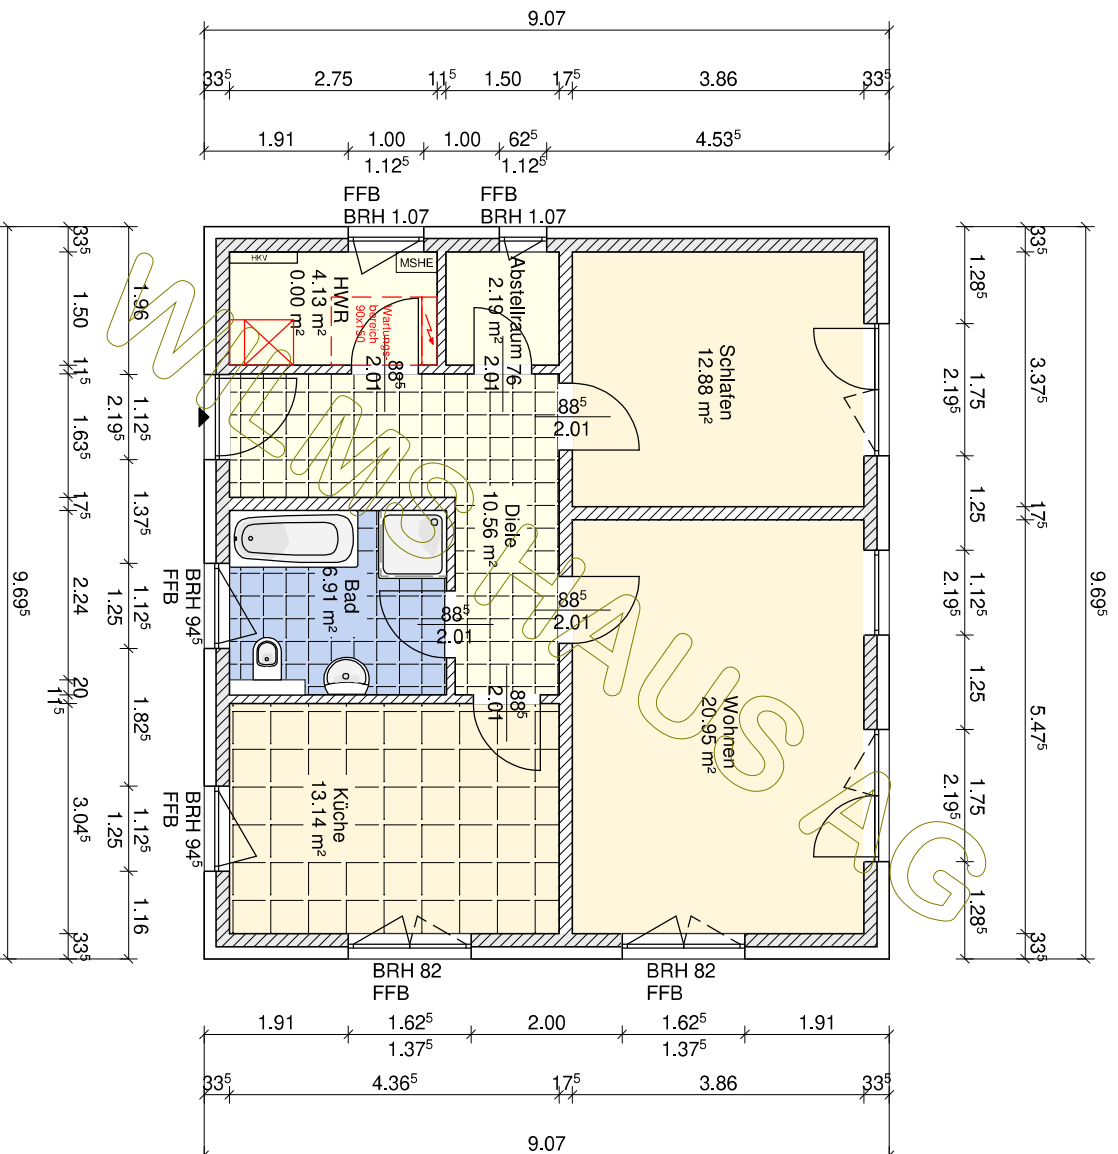 9.07
33⁵ 2.75 11⁵ 1.50 17⁵ 3.86 33⁵
1.91 1.00 1.00 62⁵ 4.53⁵
1.12⁵ 1.12⁵
FFB FFB
BRH 1.07 BRH 1.07
HKV
MSHE
HWR
4.13 m²
0.00 m²
Wartungs-
bereich
90x150
Abstellraum
2.19 m²
88⁵
2.01
76
2.01
Schlafen
12.88 m²
88⁵
2.01
Diele
10.56 m²
Bad
6.91 m²
88⁵
2.01
88⁵
2.01
88⁵
2.01
Wohnen
20.95 m²
Küche
13.14 m²
WILMS HAUS AG
9.69⁵
33⁵ 1.50 11⁵ 1.63⁵ 17⁵ 2.24 20 11⁵ 3.04⁵ 33⁵
1.96 1.12⁵ 1.37⁵ 1.12⁵ 1.82⁵ 1.12⁵ 1.16
2.19⁵ 1.25 1.25
BRH 94⁵
FFB
BRH 94⁵
FFB
1.28⁵ 1.75 1.25 1.12⁵ 1.25 1.75 1.28⁵
2.19⁵ 2.19⁵ 2.19⁵
33⁵ 3.37⁵ 17⁵ 5.47⁵ 33⁵
9.69⁵
BRH 82 BRH 82
FFB FFB
1.91 1.62⁵ 2.00 1.62⁵ 1.91
1.37⁵ 1.37⁵
33⁵ 4.36⁵ 17⁵ 3.86 33⁵
9.07